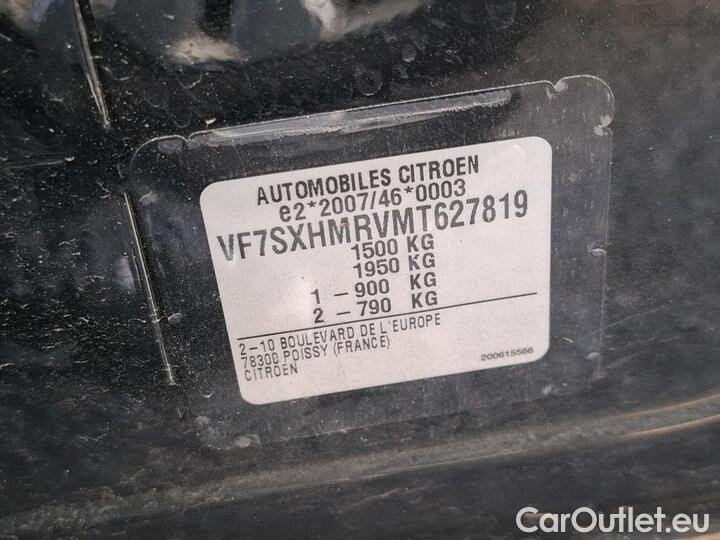 AUTOMOBILES CITROEN
e2*2007/46*0003
VF7SXHMRVMT627819
1500 KG
1950 KG
1 – 900 KG
2 – 790 KG
2-10 BOULEVARD DE L'EUROPE
78300 POISSY (FRANCE)
CITROEN
200615566
CarOutlet.eu